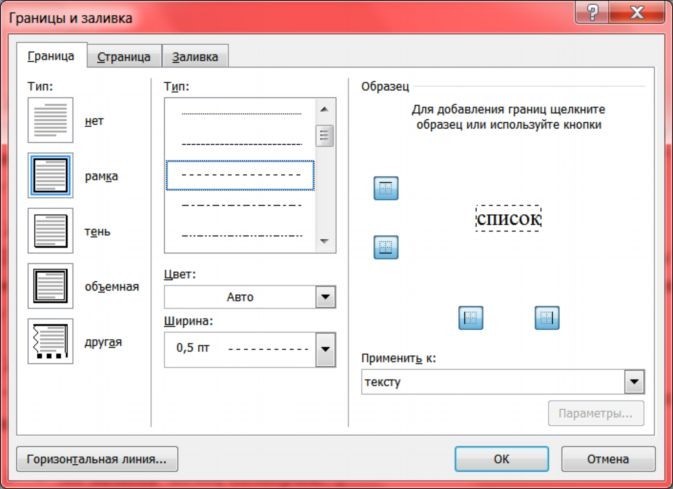 Границы и заливка
Граница Страница Заливка
Тип:
нет
рамка
тень
объемная
другая
Тип:
Цвет:
Авто
Ширина:
0,5 пт
Образец
Для добавления границ щелкните
образец или используйте кнопки
список
Применить к:
тексту
Параметры...
Горизонтальная линия...
ОК
Отмена